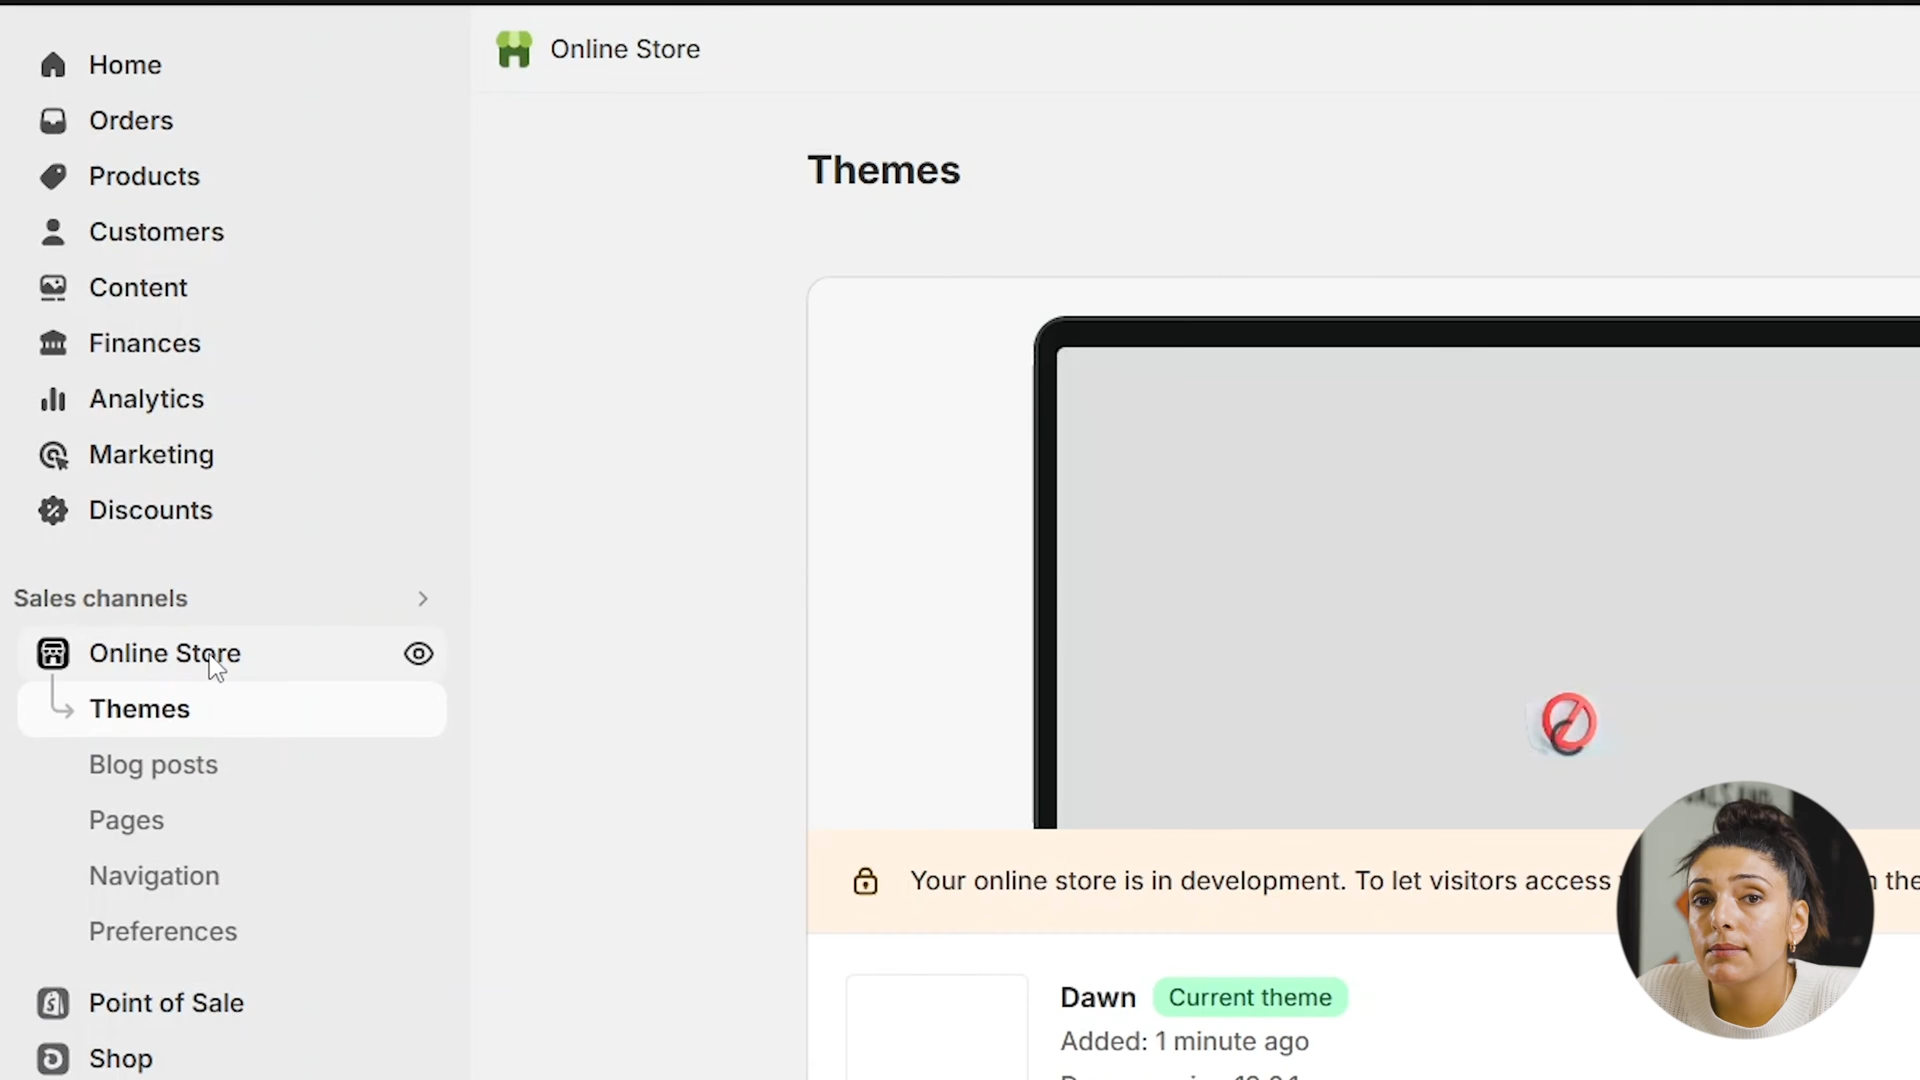 Home
Orders
Products
Customers
Content
Finances
Analytics
Marketing
Discounts
Sales channels
Online Store
Themes
Blog posts
Pages
Navigation
Preferences
Point of Sale
Shop
Online Store
Themes
Your online store is in development. To let visitors access the
Dawn Current theme
Added: 1 minute ago